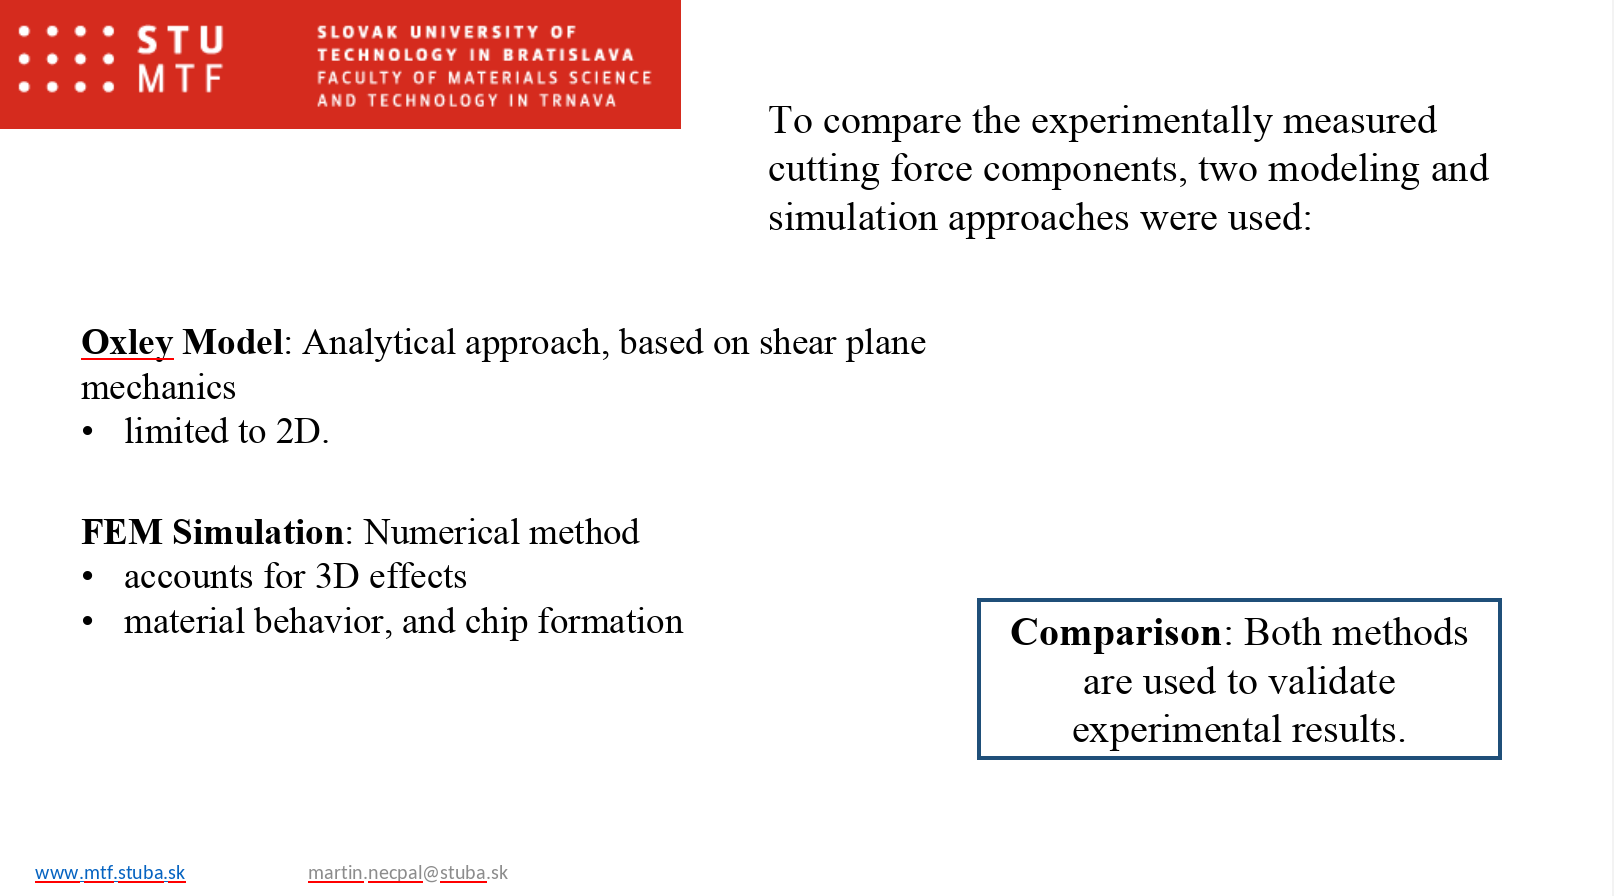 STU
MTF
SLOVAK UNIVERSITY OF
TECHNOLOGY IN BRATISLAVA
FACULTY OF MATERIALS SCIENCE
AND TECHNOLOGY IN TRNAVA
To compare the experimentally measured
cutting force components, two modeling and
simulation approaches were used:
Oxley Model: Analytical approach, based on shear plane
mechanics
• limited to 2D.
FEM Simulation: Numerical method
• accounts for 3D effects
• material behavior, and chip formation
Comparison: Both methods
are used to validate
experimental results.
www.mtf.stuba.sk
martin.necpal@stuba.sk